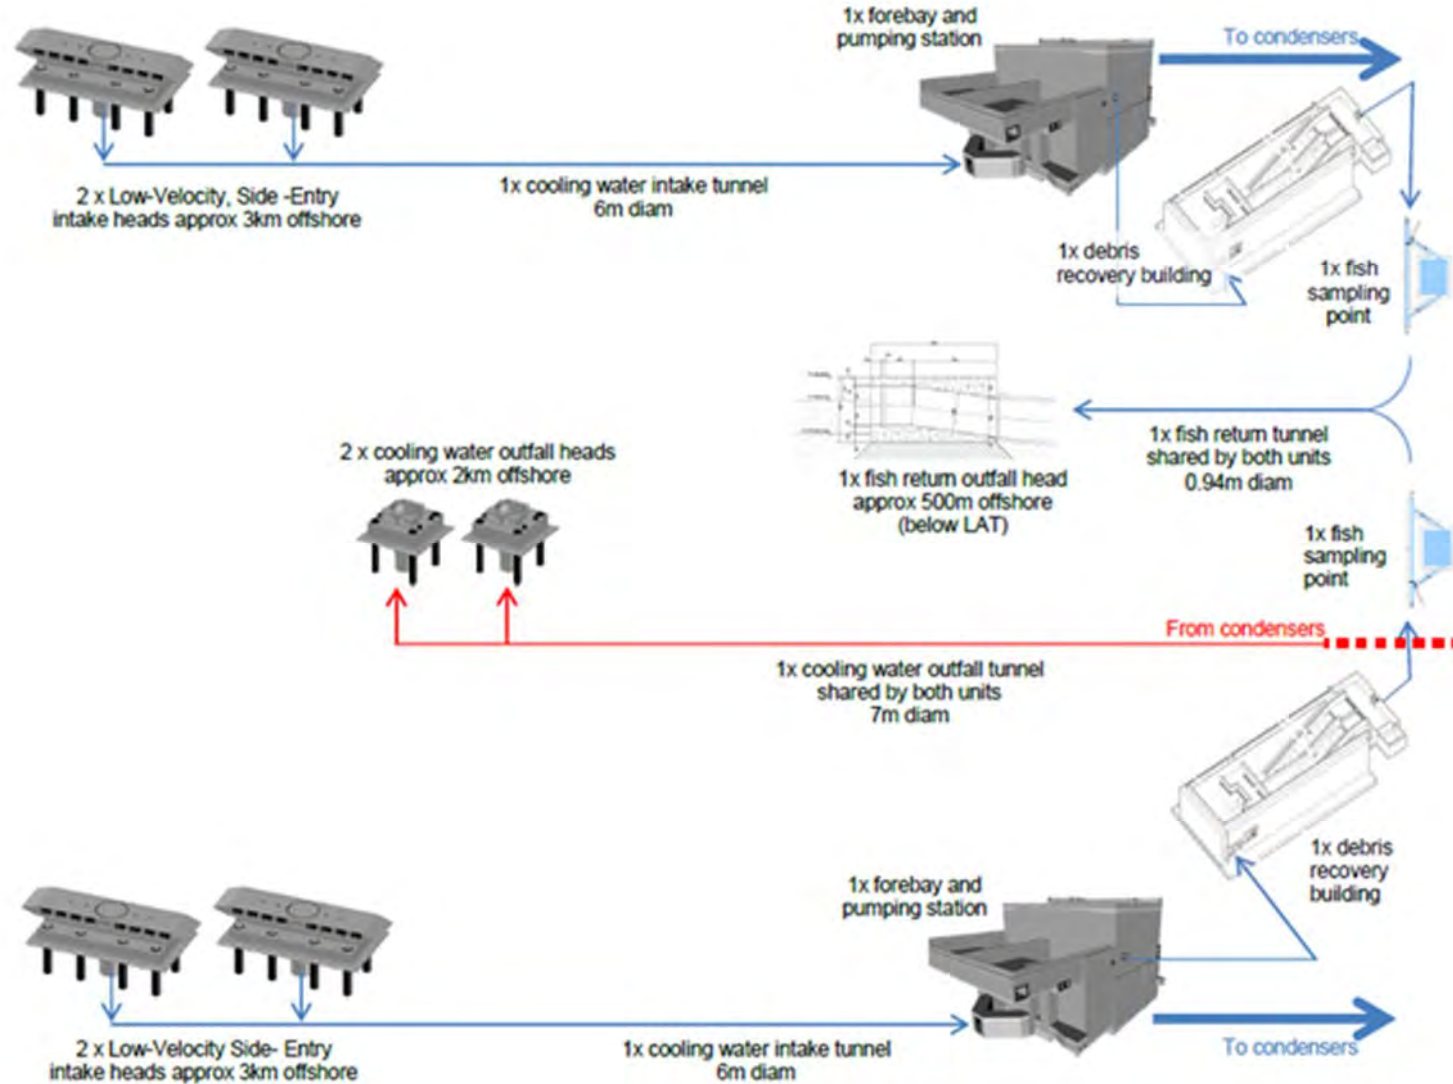 1x forebay and
pumping station
To condensers
2 x Low-Velocity, Side -Entry
intake heads approx 3km offshore
1x cooling water intake tunnel
6m diam
1x debris
recovery building
1x fish
sampling
point
2 x cooling water outfall heads
approx 2km offshore
1x fish return outfall head
approx 500m offshore
(below LAT)
1x fish return tunnel
shared by both units
0.94m diam
1x fish
sampling
point
From condensers
1x cooling water outfall tunnel
shared by both units
7m diam
1x debris
recovery
building
1x forebay and
pumping station
2 x Low-Velocity Side- Entry
intake heads approx 3km offshore
1x cooling water intake tunnel
6m diam
To condensers